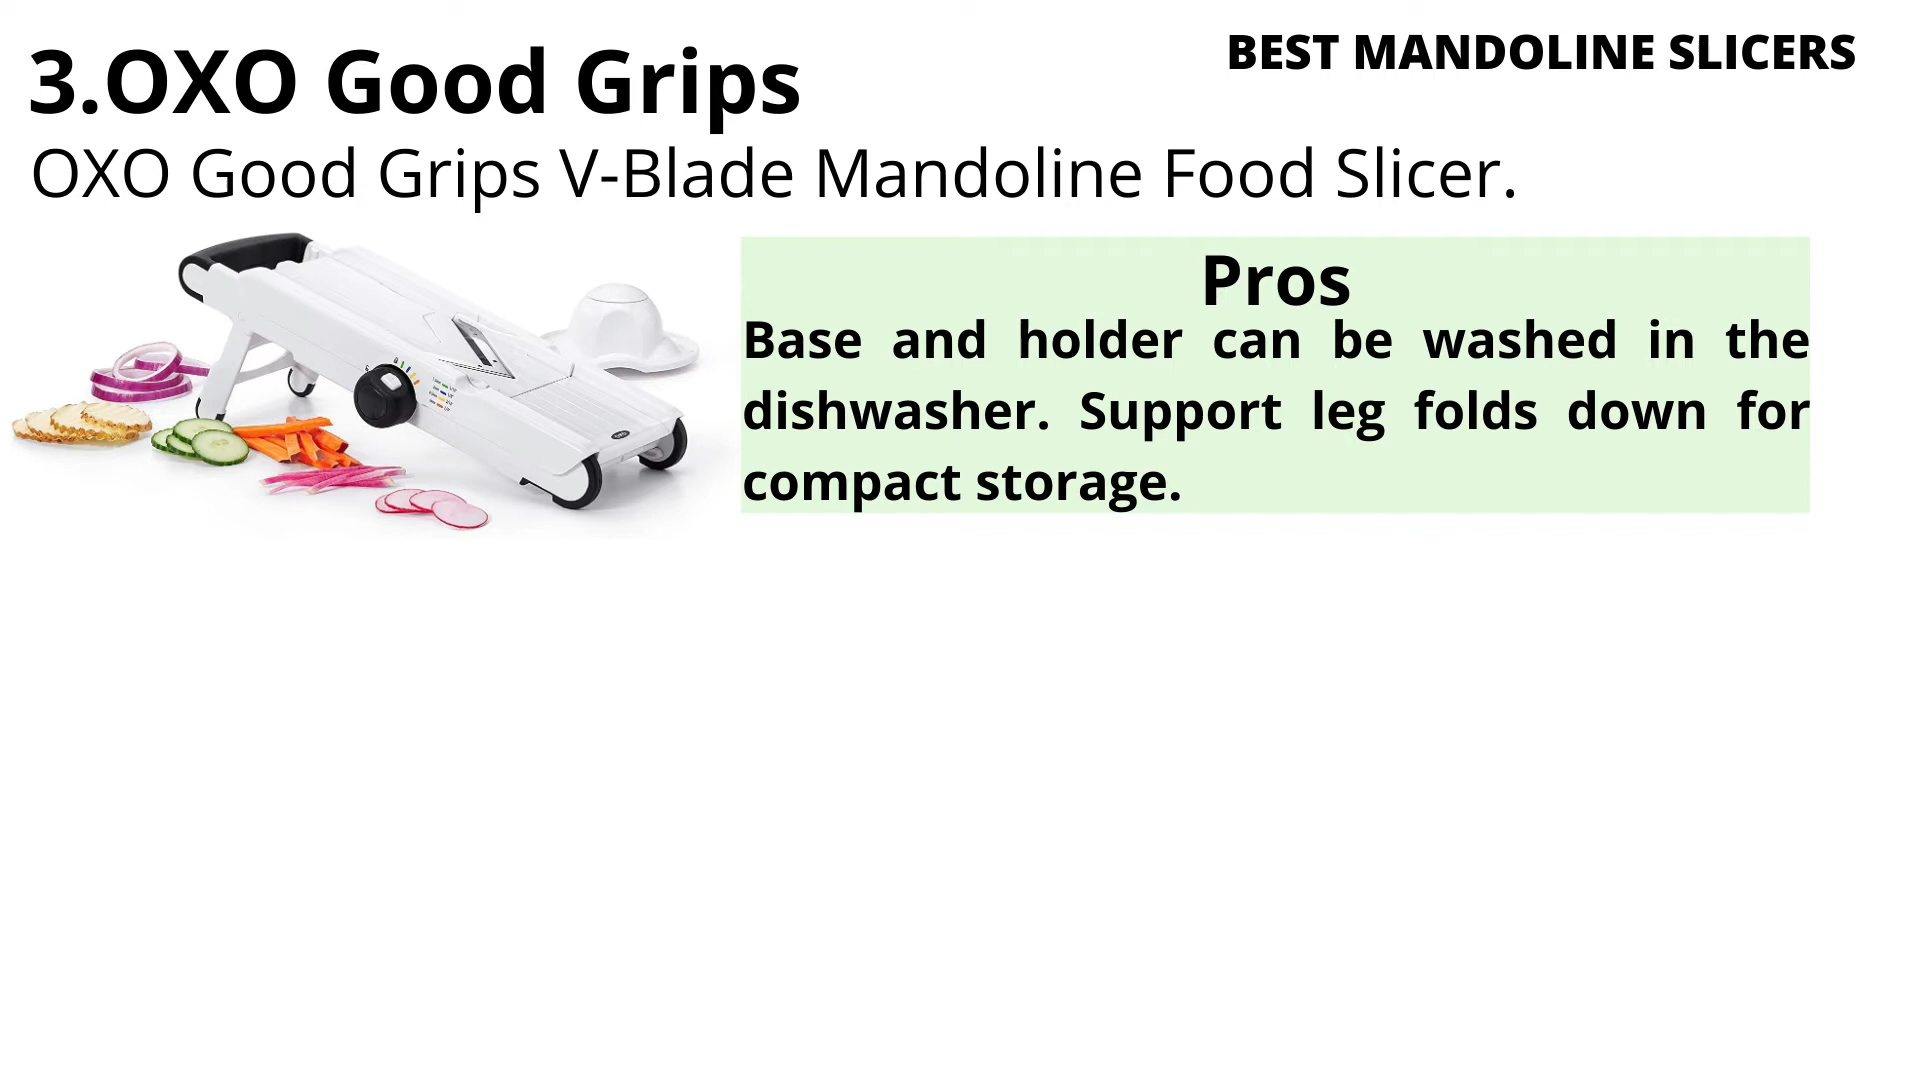 3.OXO Good Grips
BEST MANDOLINE SLICERS
OXO Good Grips V-Blade Mandoline Food Slicer.
Pros
Base and holder can be washed in the
dishwasher. Support leg folds down for
compact storage.